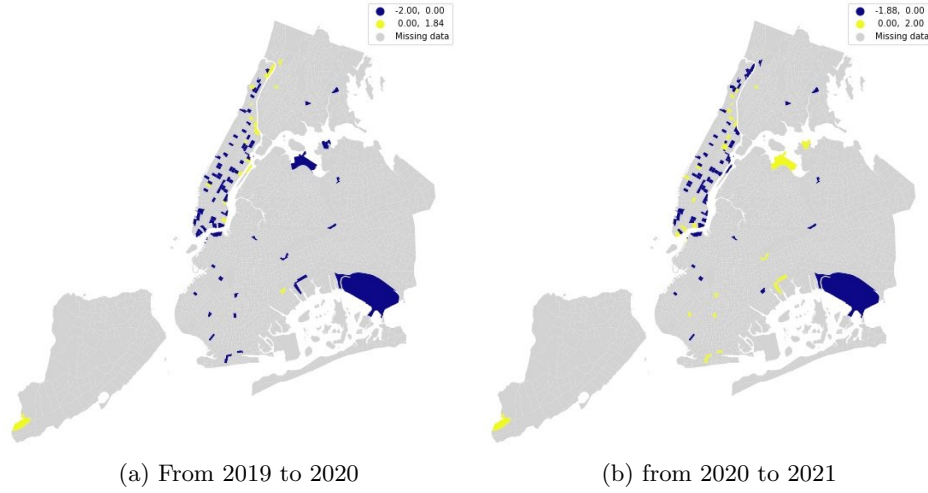 -2.00, 0.00
0.00, 1.84
Missing data
-1.88, 0.00
0.00, 2.00
Missing data
(a) From 2019 to 2020
(b) from 2020 to 2021